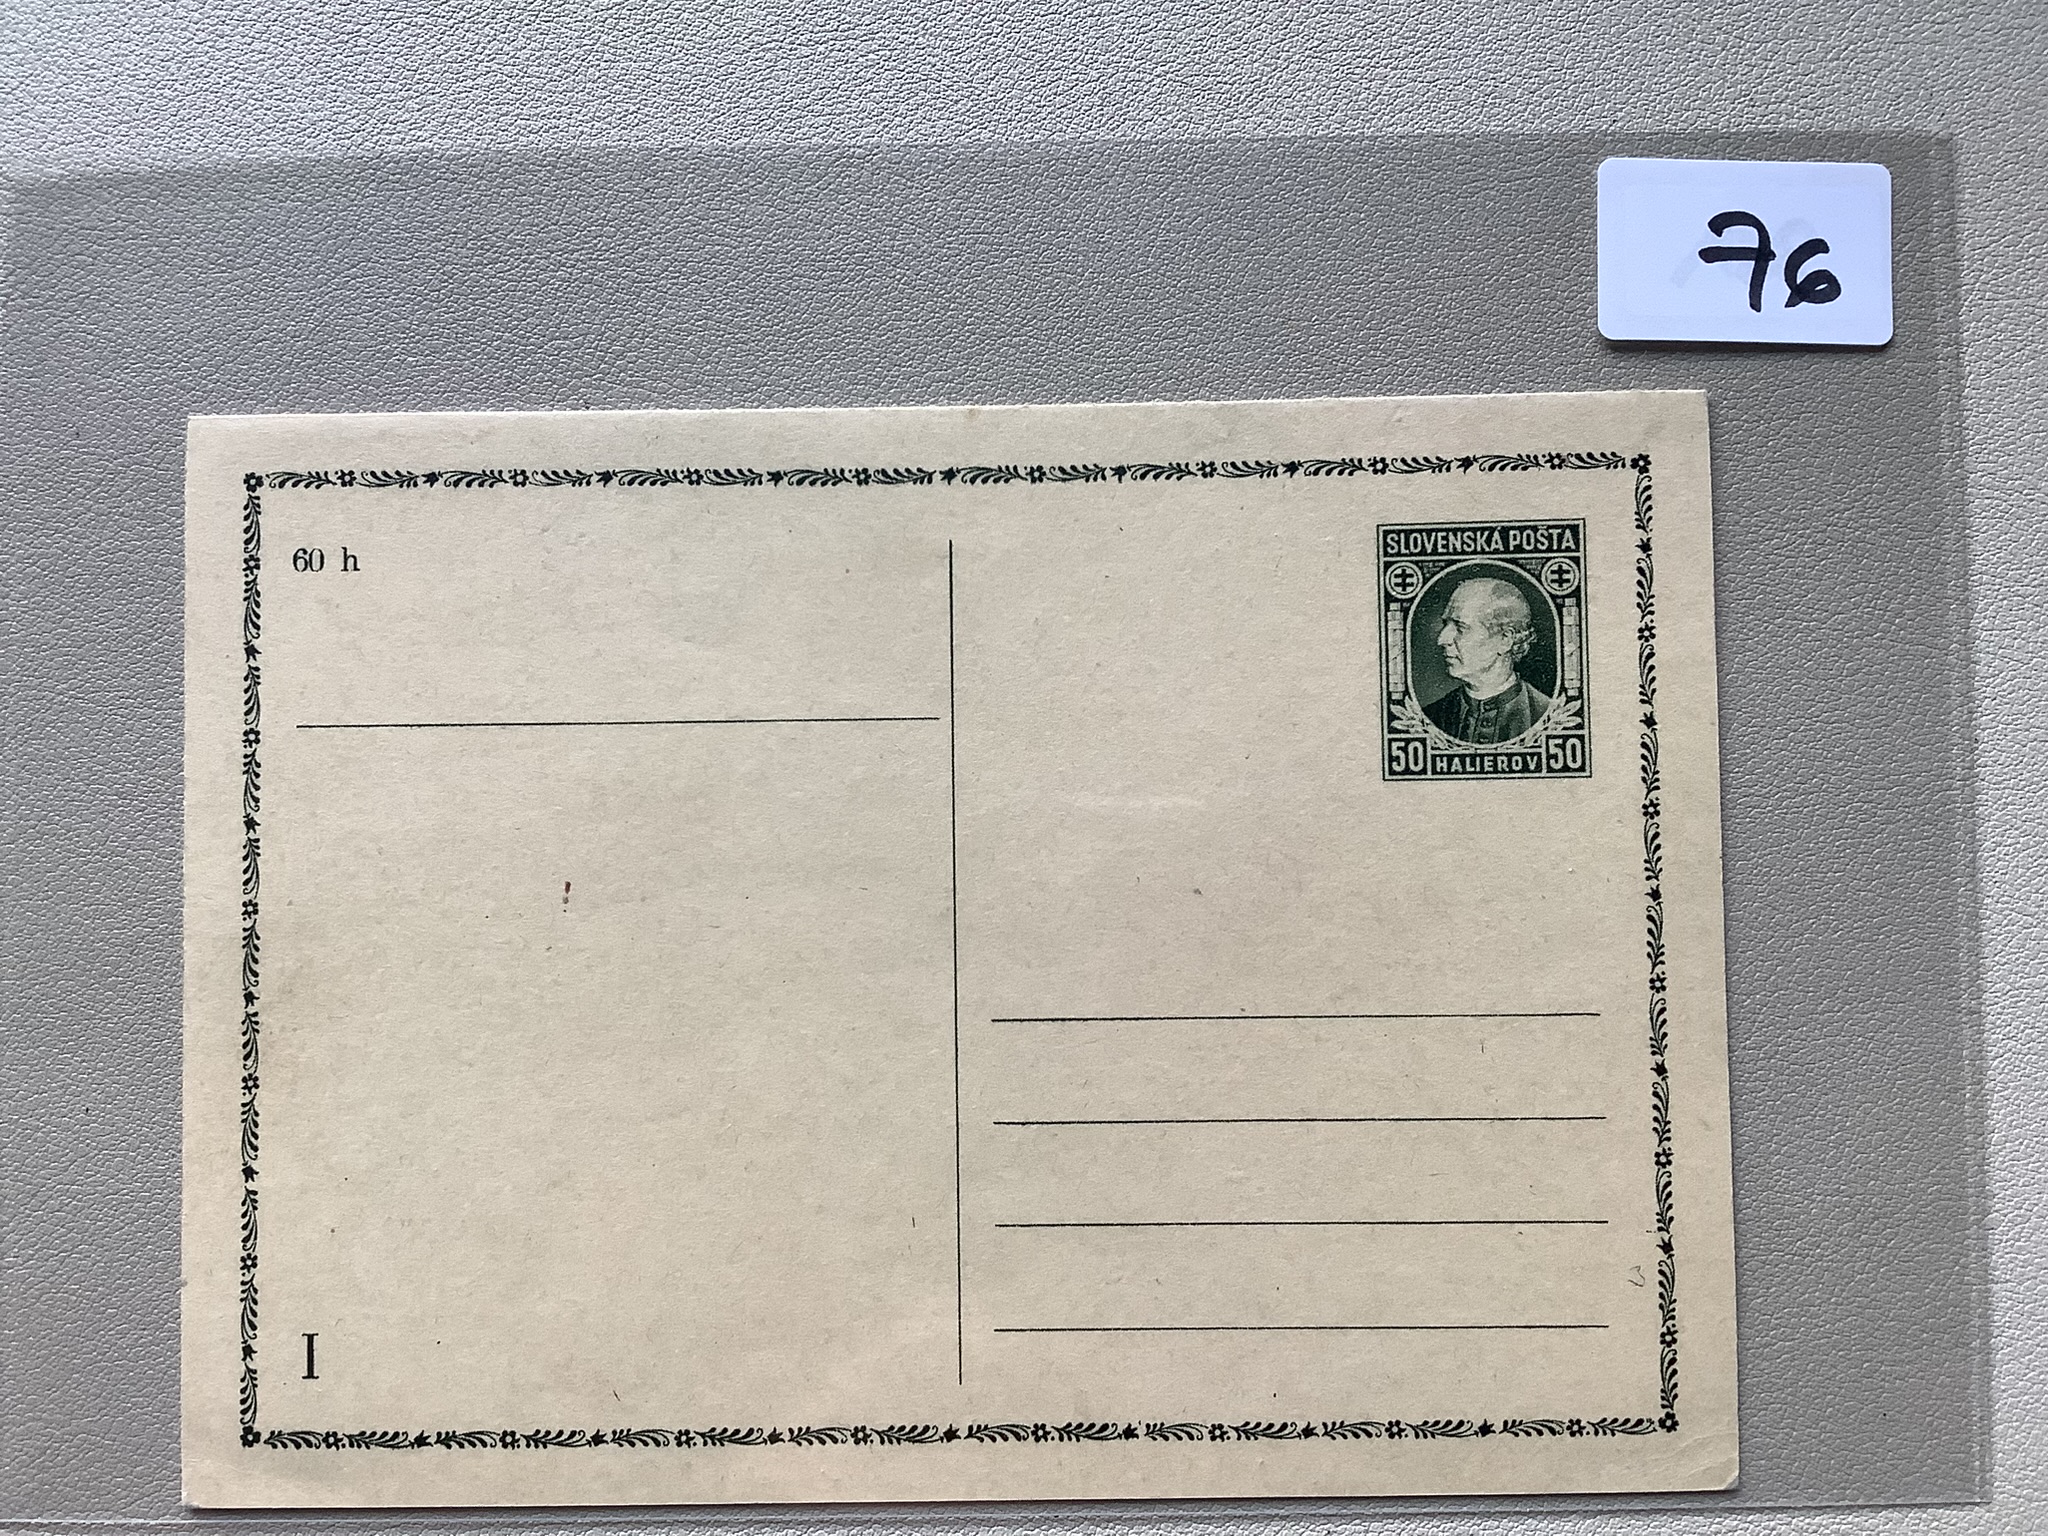 76
60 h
SLOVENSKÁ POŠTA
50 HALIEROV 50
I